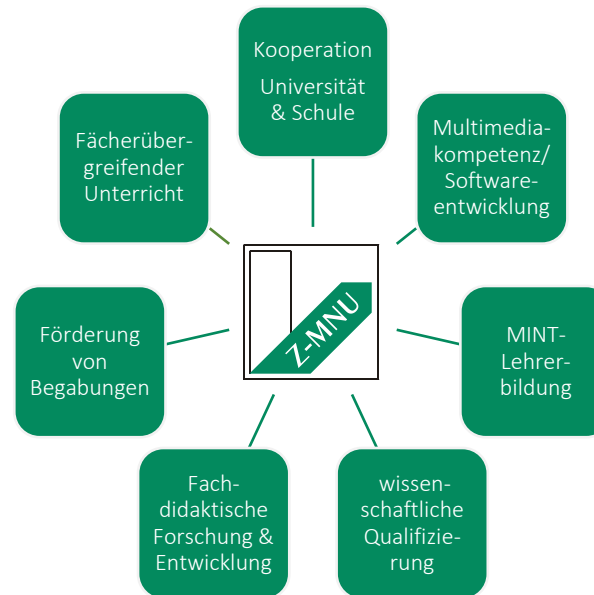 Kooperation
Universität
& Schule
Multimedia-
kompetenz/
Software-
entwicklung
MINT-
Lehrer-
bildung
wissen-
schaftliche
Qualifizie-
rung
Fach-
didaktische
Forschung &
Entwicklung
Förderung
von
Begabungen
Fächerüber-
greifender
Unterricht
Z-MNU